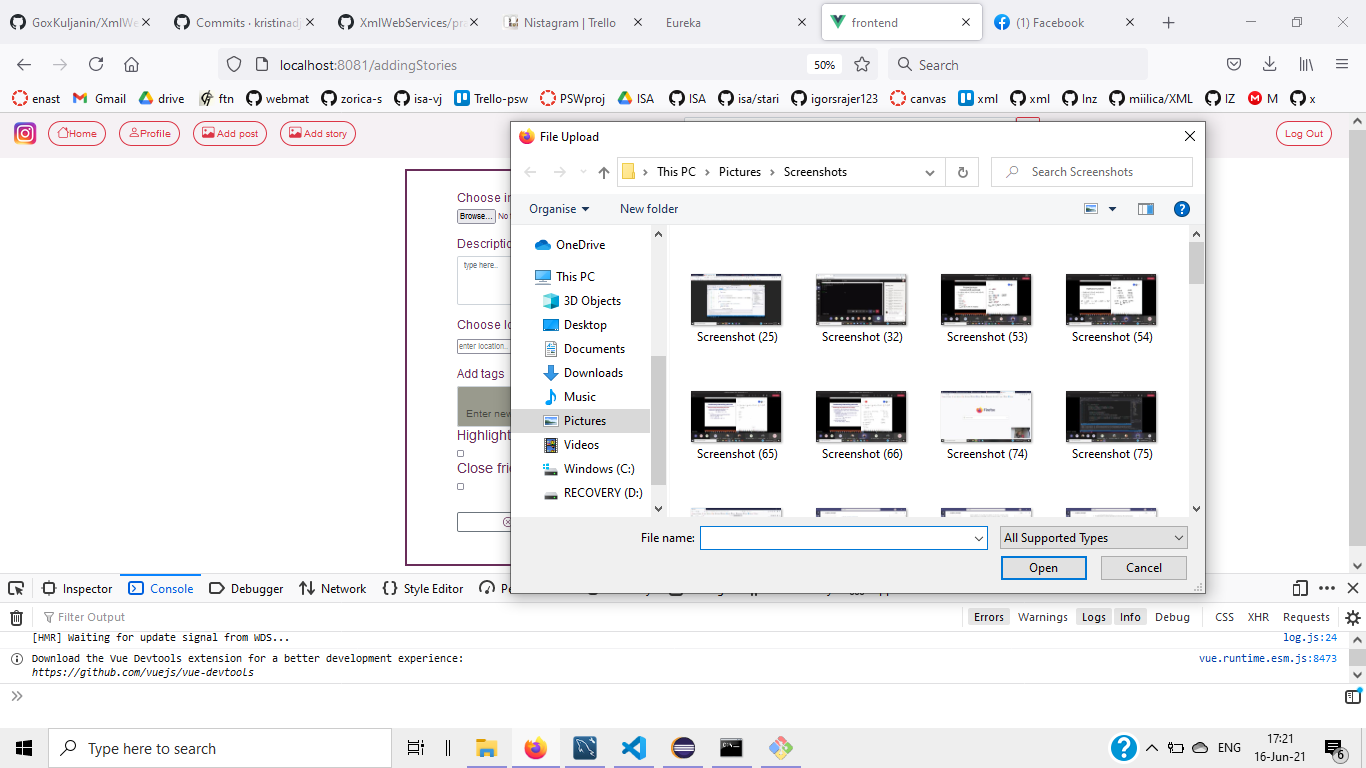 GoxKuljanin/XmlWe
Commits · kristinad
XmlWebServices/pra
Nistagram | Trello
Eureka
frontend
(1) Facebook
localhost:8081/addingStories
50%
Search
enast
Gmail
drive
ftn
webmat
zorica-s
isa-vj
Trello-psw
PSWproj
ISA
ISA
isa/stari
igorsrajer123
canvas
xml
xml
Inz
miilica/XML
IZ
M
x
Home
Profile
Add post
Add story
Log Out
Choose in
Browse...
Descriptio
type here..
Choose lo
enter location..
Add tags
Enter new
Highlight
Close frie
File Upload
This PC
Pictures
Screenshots
Search Screenshots
Organise
New folder
OneDrive
This PC
3D Objects
Desktop
Documents
Downloads
Music
Pictures
Videos
Windows (C:)
RECOVERY (D:)
Screenshot (25)
Screenshot (32)
Screenshot (53)
Screenshot (54)
Screenshot (65)
Screenshot (66)
Screenshot (74)
Screenshot (75)
File name:
All Supported Types
Open
Cancel
Inspector
Console
Debugger
Network
Style Editor
Filter Output
Errors
Warnings
Logs
Info
Debug
CSS
XHR
Requests
[HMR] Waiting for update signal from WDS...
log.js:24
Download the Vue Devtools extension for a better development experience:
vue.runtime.esm.js:8473
https://github.com/vuejs/vue-devtools
Type here to search
ENG
17:21
16-Jun-21
6